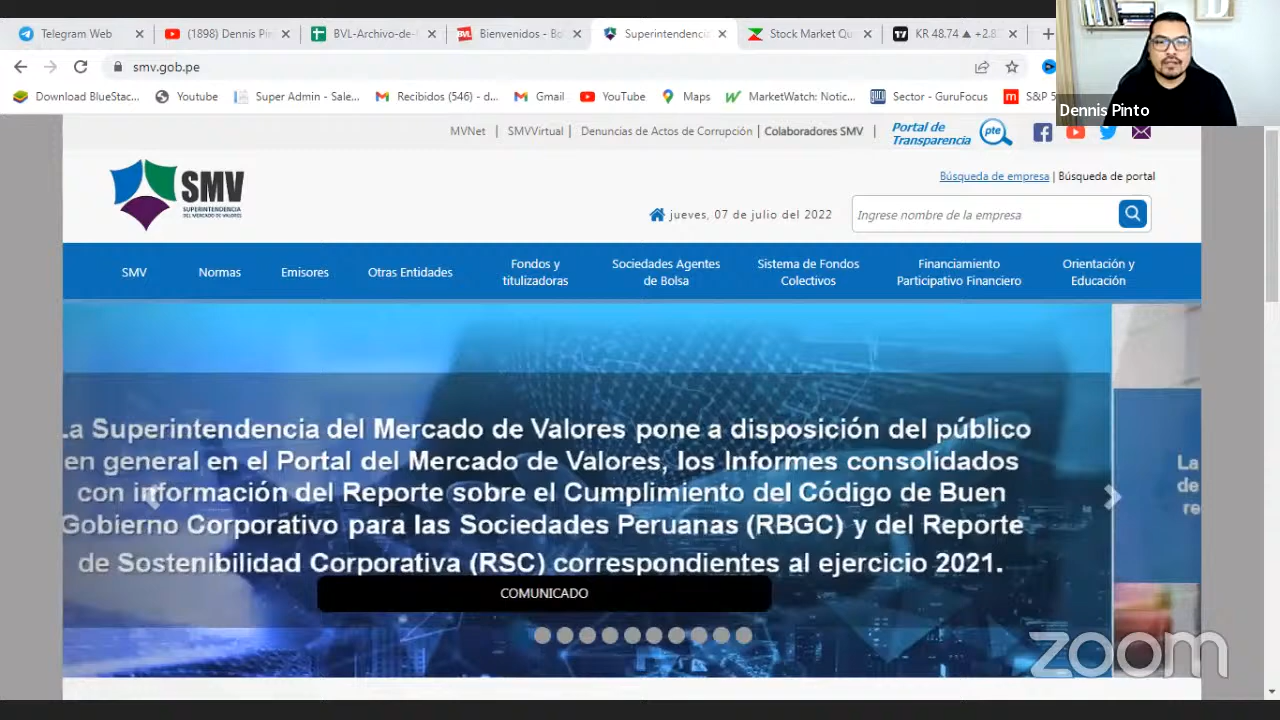 Telegram Web
(1898) Dennis Pi
BVL-Archivos
Bienvenidos - Bo
Superintendencia
Stock Market Qu
KR 48.74 ▲ +2.8
smv.gob.pe
Download BlueStac...
Youtube
Super Admin - Sale...
Recibidos (546) - d...
Gmail
YouTube
Maps
MarketWatch: Notic...
Sector - GuruFocus
S&P 5
Dennis Pinto
MVNet | SMVVirtual | Denuncias de Actos de Corrupción | Colaboradores SMV |
Portal de
Transparencia
pte
SMV
SUPERINTENDENCIA
DEL MERCADO DE VALORES
Búsqueda de empresa | Búsqueda de portal
jueves, 07 de julio del 2022
Ingrese nombre de la empresa
SMV
Normas
Emisores
Otras Entidades
Fondos y
titulizadoras
Sociedades Agentes
de Bolsa
Sistema de Fondos
Colectivos
Financiamiento
Participativo Financiero
Orientación y
Educación
La Superintendencia del Mercado de Valores pone a disposición del público
en general en el Portal del Mercado de Valores, los Informes consolidados
con información del Reporte sobre el Cumplimiento del Código de Buen
Gobierno Corporativo para las Sociedades Peruanas (RBGC) y del Reporte
de Sostenibilidad Corporativa (RSC) correspondientes al ejercicio 2021.
COMUNICADO
La
de
re
zoom